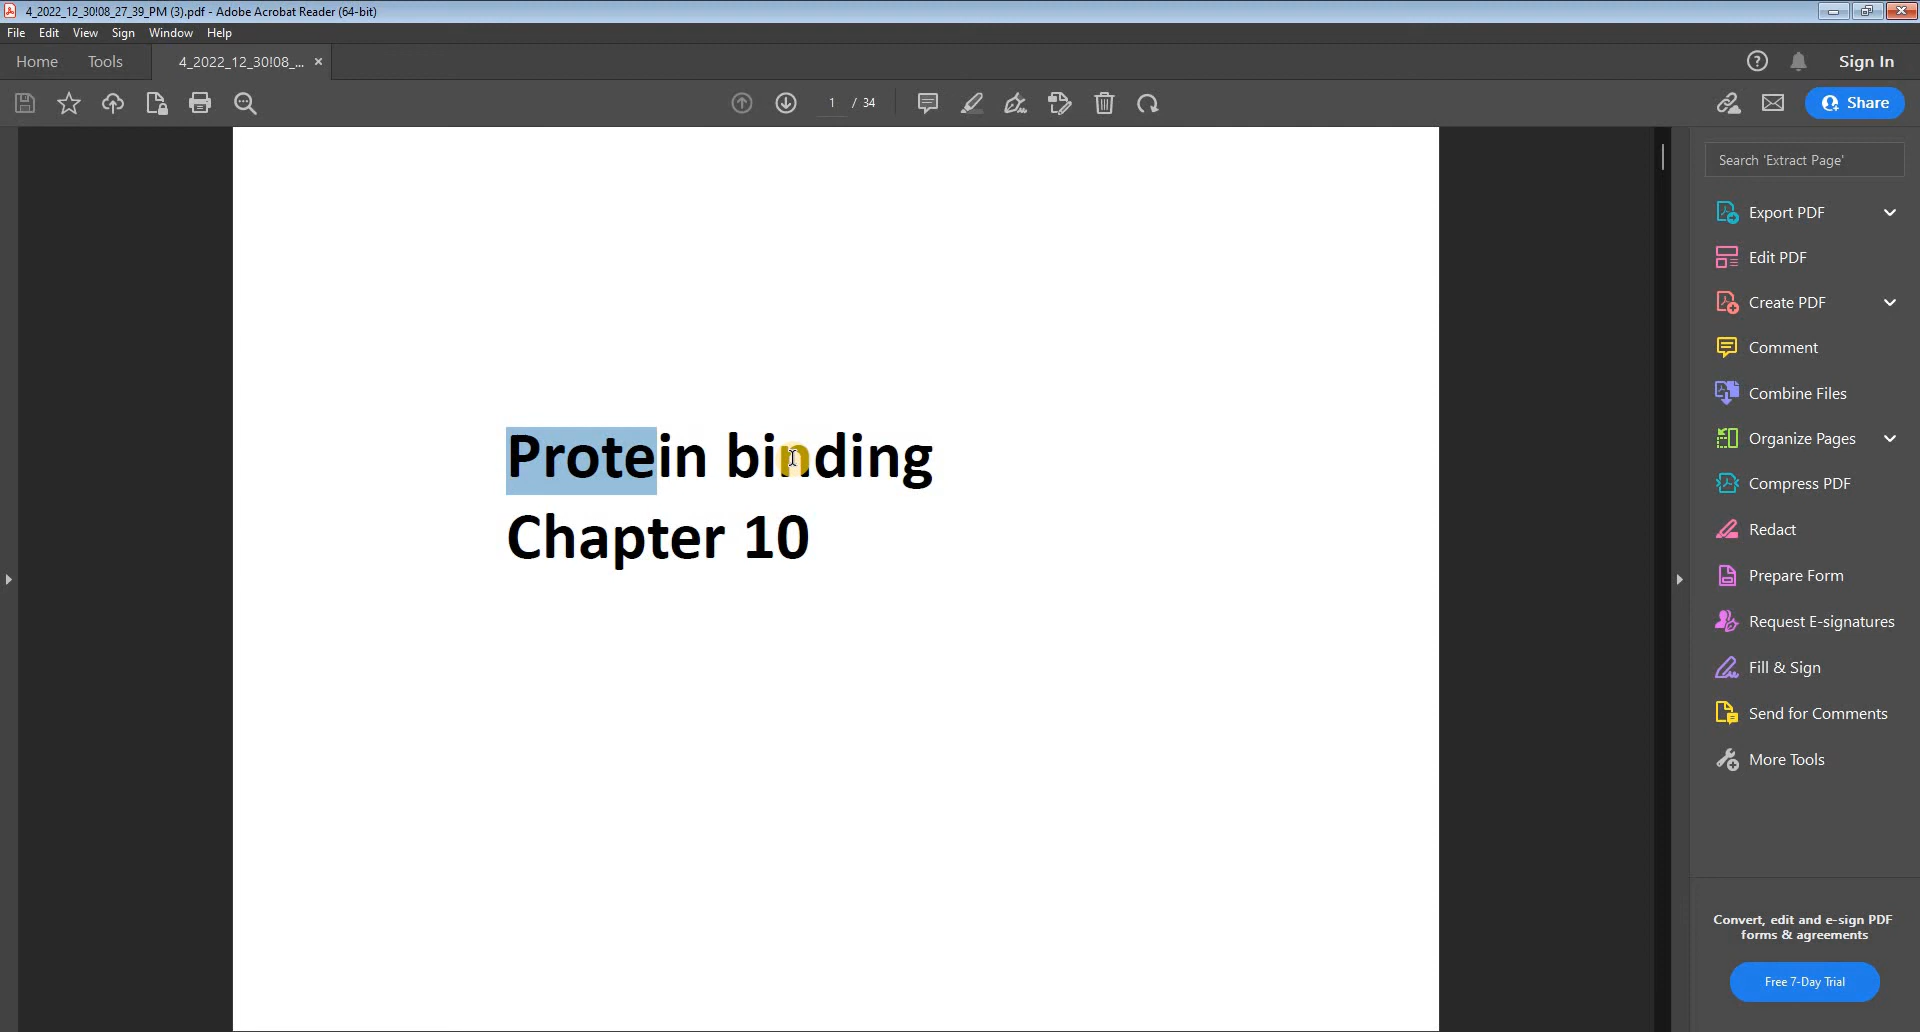 4_2022_12_30!08_27_39_PM (3).pdf - Adobe Acrobat Reader (64-bit)
File Edit View Sign Window Help
Home Tools 4_2022_12_30!08_... × Sign In
1 / 34 Share
Search 'Extract Page'
Export PDF
Edit PDF
Create PDF
Comment
Combine Files
Organize Pages
Compress PDF
Redact
Prepare Form
Request E-signatures
Fill & Sign
Send for Comments
More Tools
Protein binding
Chapter 10
Convert, edit and e-sign PDF
forms & agreements
Free 7-Day Trial